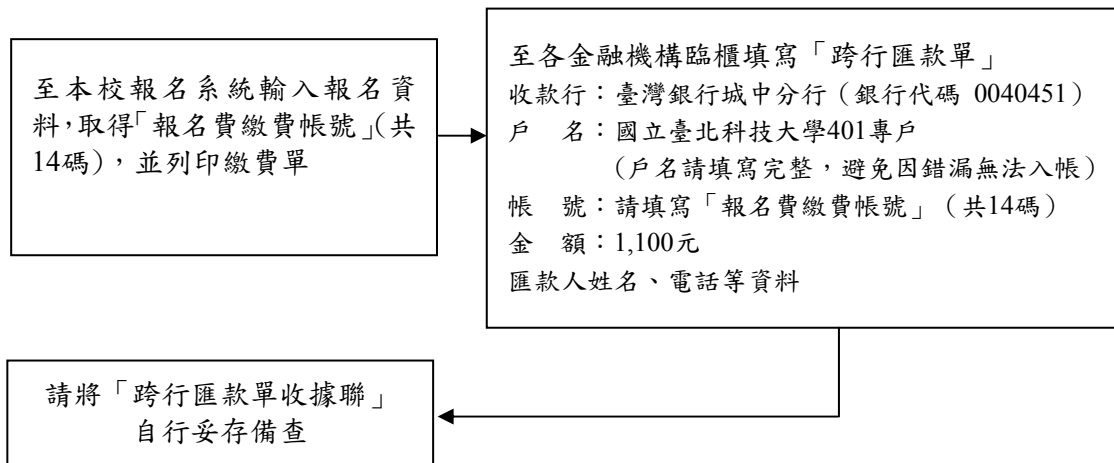 至本校報名系統輸入報名資
料，取得「報名費繳費帳號」(共
14碼)，並列印繳費單
至各金融機構臨櫃填寫「跨行匯款單」
收款行：臺灣銀行城中分行（銀行代碼 0040451）
戶　名：國立臺北科技大學401專戶
(戶名請填寫完整，避免因錯漏無法入帳)
帳　號：請填寫「報名費繳費帳號」（共14碼）
金　額：1,100元
匯款人姓名、電話等資料
請將「跨行匯款單收據聯」
自行妥存備查